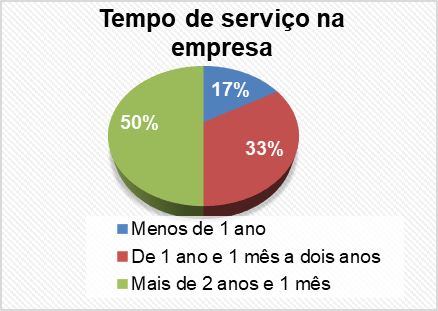 Tempo de serviço na
empresa
17%
50%
33%
Menos de 1 ano
De 1 ano e 1 mês a dois anos
Mais de 2 anos e 1 mês